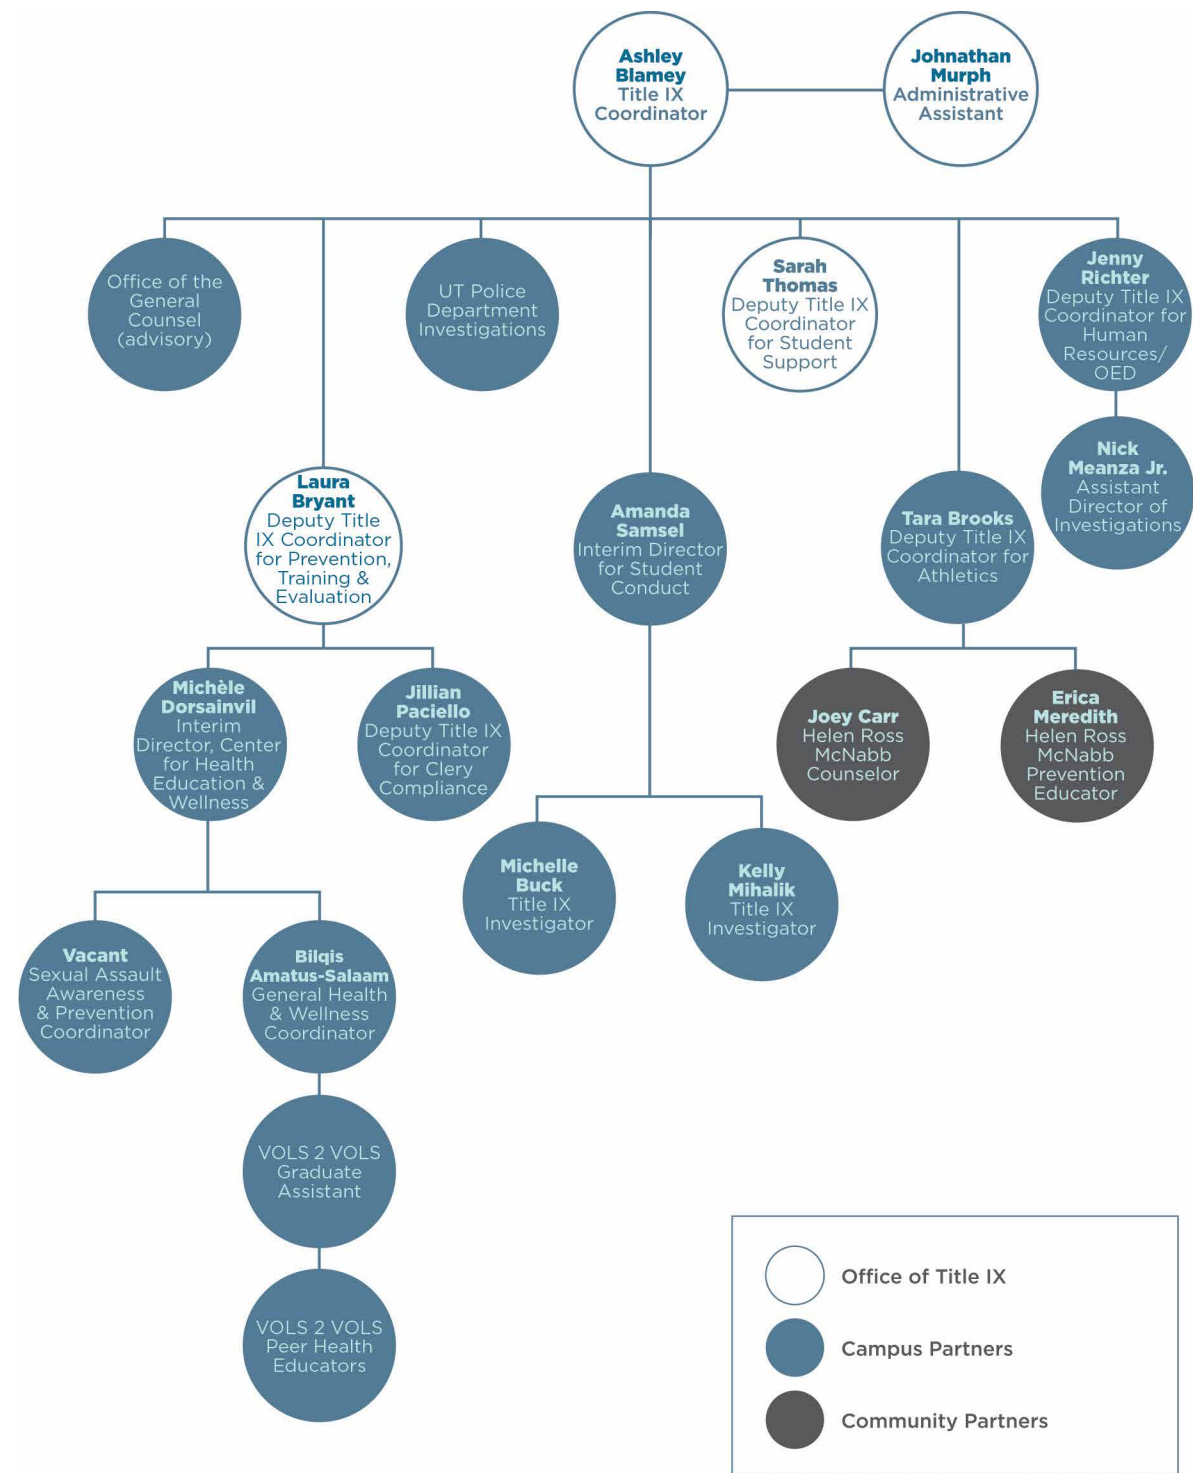 Ashley
Blamey
Title IX
Coordinator
Johnathan
Murph
Administrative
Assistant
Office of the
General
Counsel
(advisory)
UT Police
Department
Investigations
Sarah
Thomas
Deputy Title IX
Coordinator
for Student
Support
Jenny
Richter
Deputy Title IX
Coordinator for
Human
Resources/
OED
Nick
Meanza Jr.
Assistant
Director of
Investigations
Laura
Bryant
Deputy Title
IX Coordinator
for Prevention,
Training &
Evaluation
Amanda
Samsel
Interim Director
for Student
Conduct
Tara Brooks
Deputy Title IX
Coordinator for
Athletics
Michèle
Dorsainvil
Interim
Director, Center
for Health
Education &
Wellness
Jillian
Paciello
Deputy Title IX
Coordinator
for Clery
Compliance
Joey Carr
Helen Ross
McNabb
Counselor
Erica
Meredith
Helen Ross
McNabb
Prevention
Educator
Michelle
Buck
Title IX
Investigator
Kelly
Mihalik
Title IX
Investigator
Vacant
Sexual Assault
Awareness
& Prevention
Coordinator
Bilqis
Amatus-Salaam
General Health
& Wellness
Coordinator
VOLS 2 VOLS
Graduate
Assistant
VOLS 2 VOLS
Peer Health
Educators
Office of Title IX
Campus Partners
Community Partners